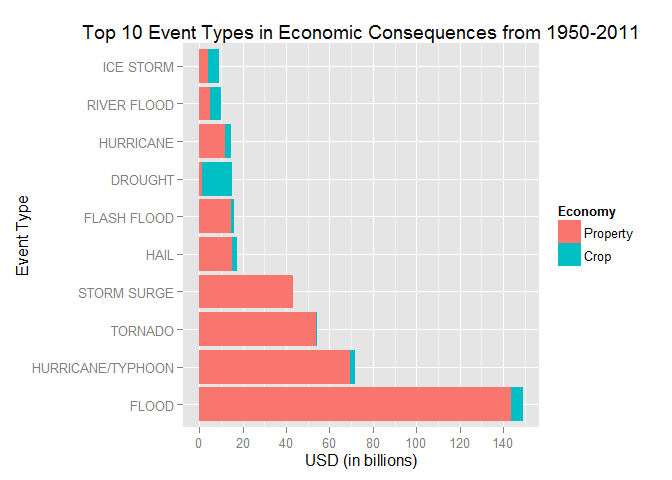 Top 10 Event Types in Economic Consequences from 1950-2011
Event Type
ICE STORM
RIVER FLOOD
HURRICANE
DROUGHT
FLASH FLOOD
HAIL
STORM SURGE
TORNADO
HURRICANE/TYPHOON
FLOOD
0 20 40 60 80 100 120 140
USD (in billions)
Economy
Property
Crop